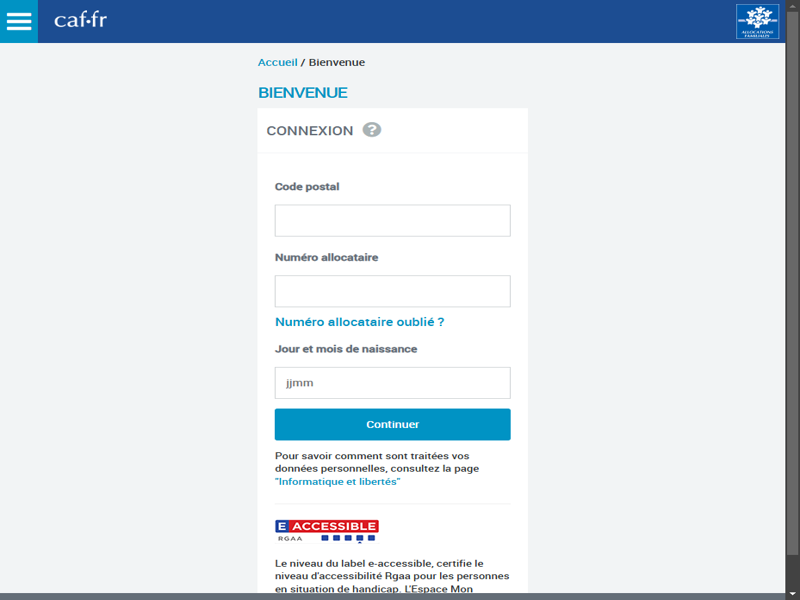 caf.fr
ALLOCATIONS
FAMILIALES
Accueil / Bienvenue
BIENVENUE
CONNEXION ?
Code postal
Numéro allocataire
Numéro allocataire oublié ?
Jour et mois de naissance
jjmm
Continuer
Pour savoir comment sont traitées vos
données personnelles, consultez la page
"Informatique et libertés"
E ACCESSIBLE
RGAA
Le niveau du label e-accessible, certifie le
niveau d'accessibilité Rgaa pour les personnes
en situation de handicap. L'Espace Mon